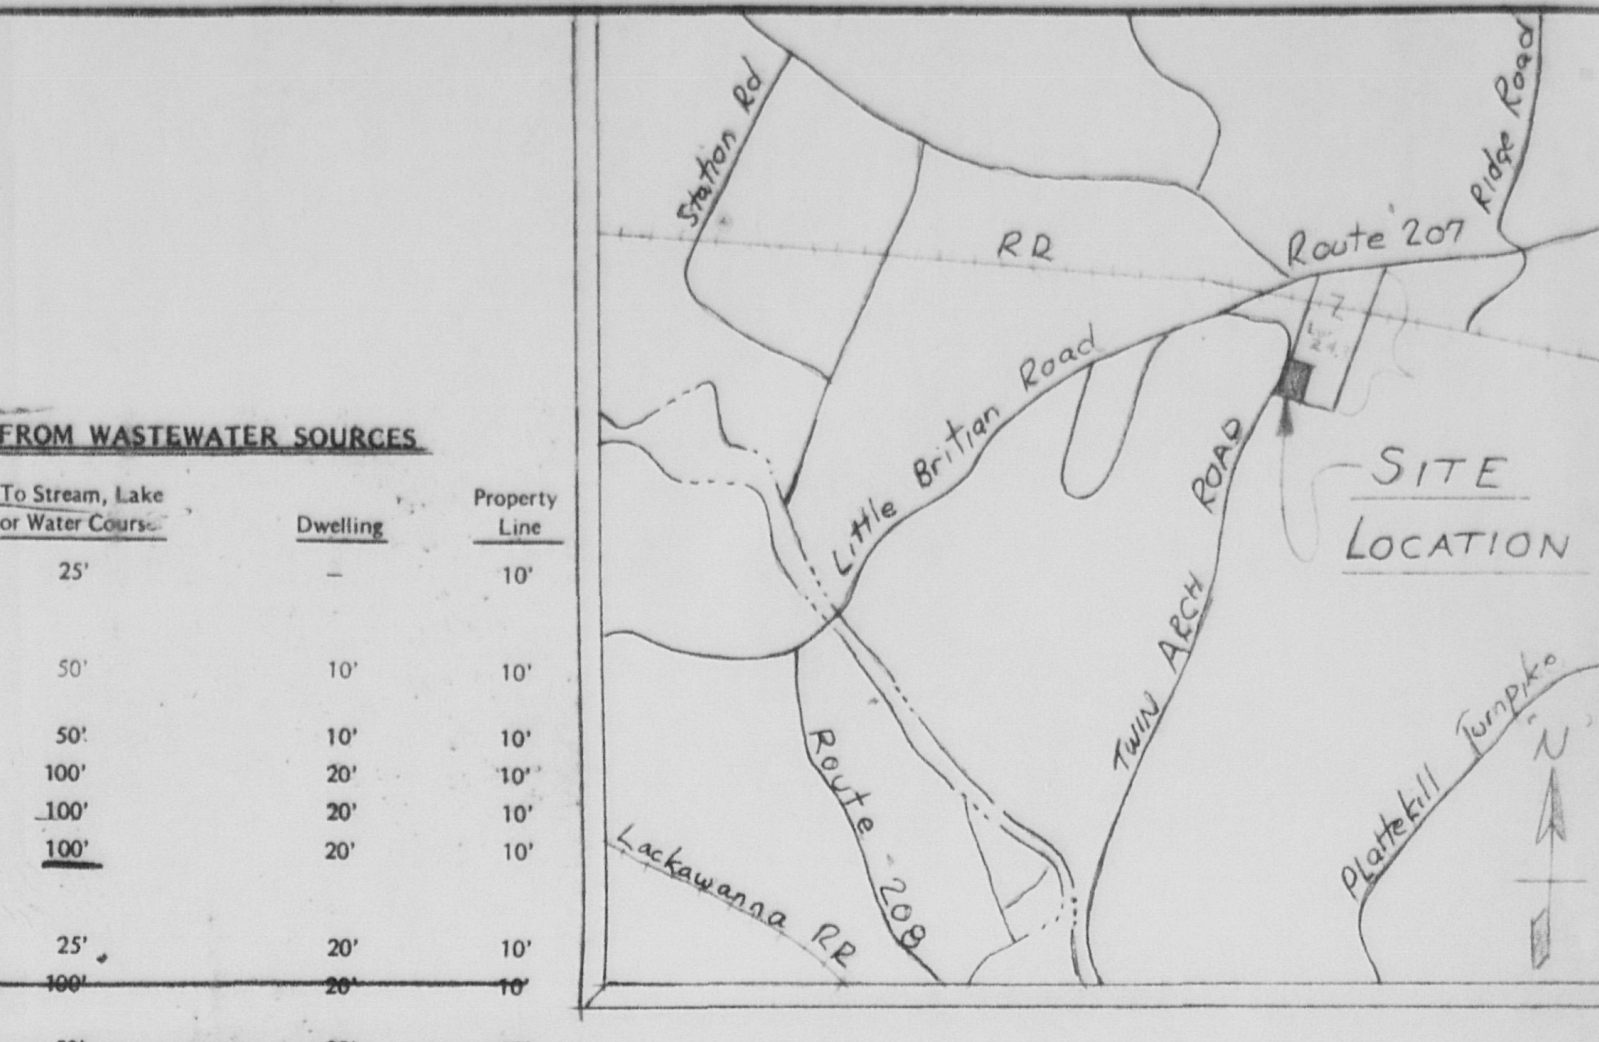 FROM WASTEWATER SOURCES
To Stream, Lake
or Water Course
Dwelling
Property
Line
25' – 10'
50' 10' 10'
50' 10' 10'
100' 20' 10'
100' 20' 10'
100' 20' 10'
25' 20' 10'
100' 20' 10'
Station Rd
RR
Route 207
Ridge Road
Little Britian Road
SITE
LOCATION
TWIN ARCH ROAD
Route 208
Lackawanna RR
Plattekill Turnpike
N